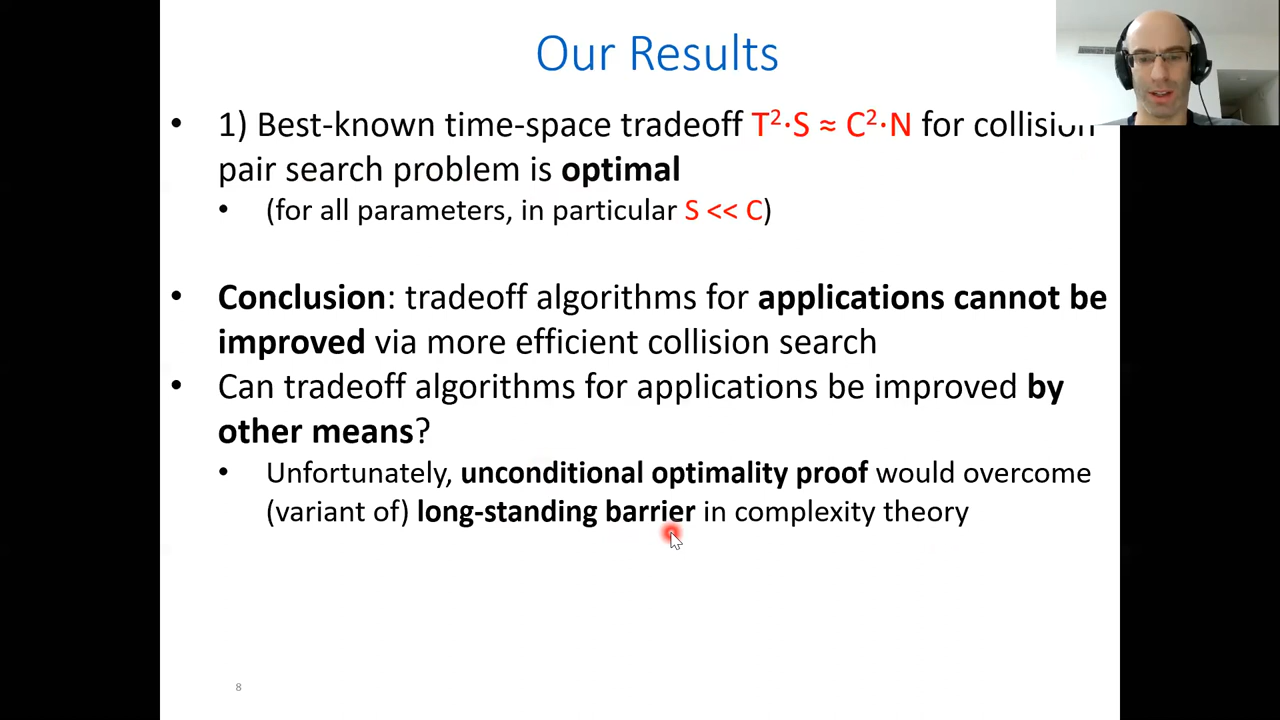 Our Results
• 1) Best-known time-space tradeoff T²·S ≈ C²·N for collision
pair search problem is optimal
• (for all parameters, in particular S << C)
• Conclusion: tradeoff algorithms for applications cannot be
improved via more efficient collision search
• Can tradeoff algorithms for applications be improved by
other means?
• Unfortunately, unconditional optimality proof would overcome
(variant of) long-standing barrier in complexity theory
8